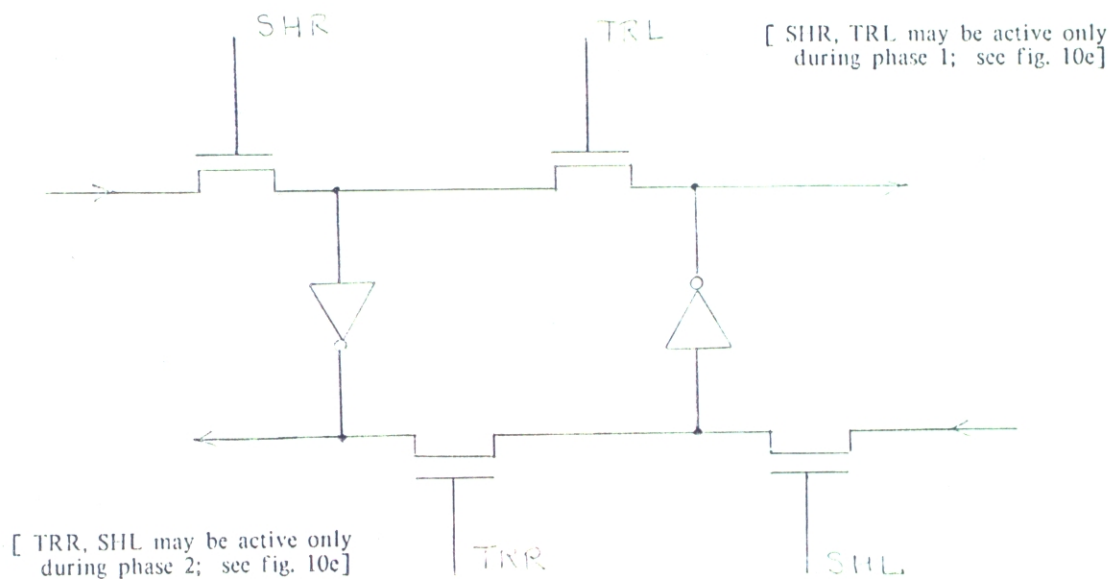 SHR
TRL
[ SHR, TRL may be active only
during phase 1; see fig. 10e]
[ TRR, SHL may be active only
during phase 2; see fig. 10e]
TRR
SHL